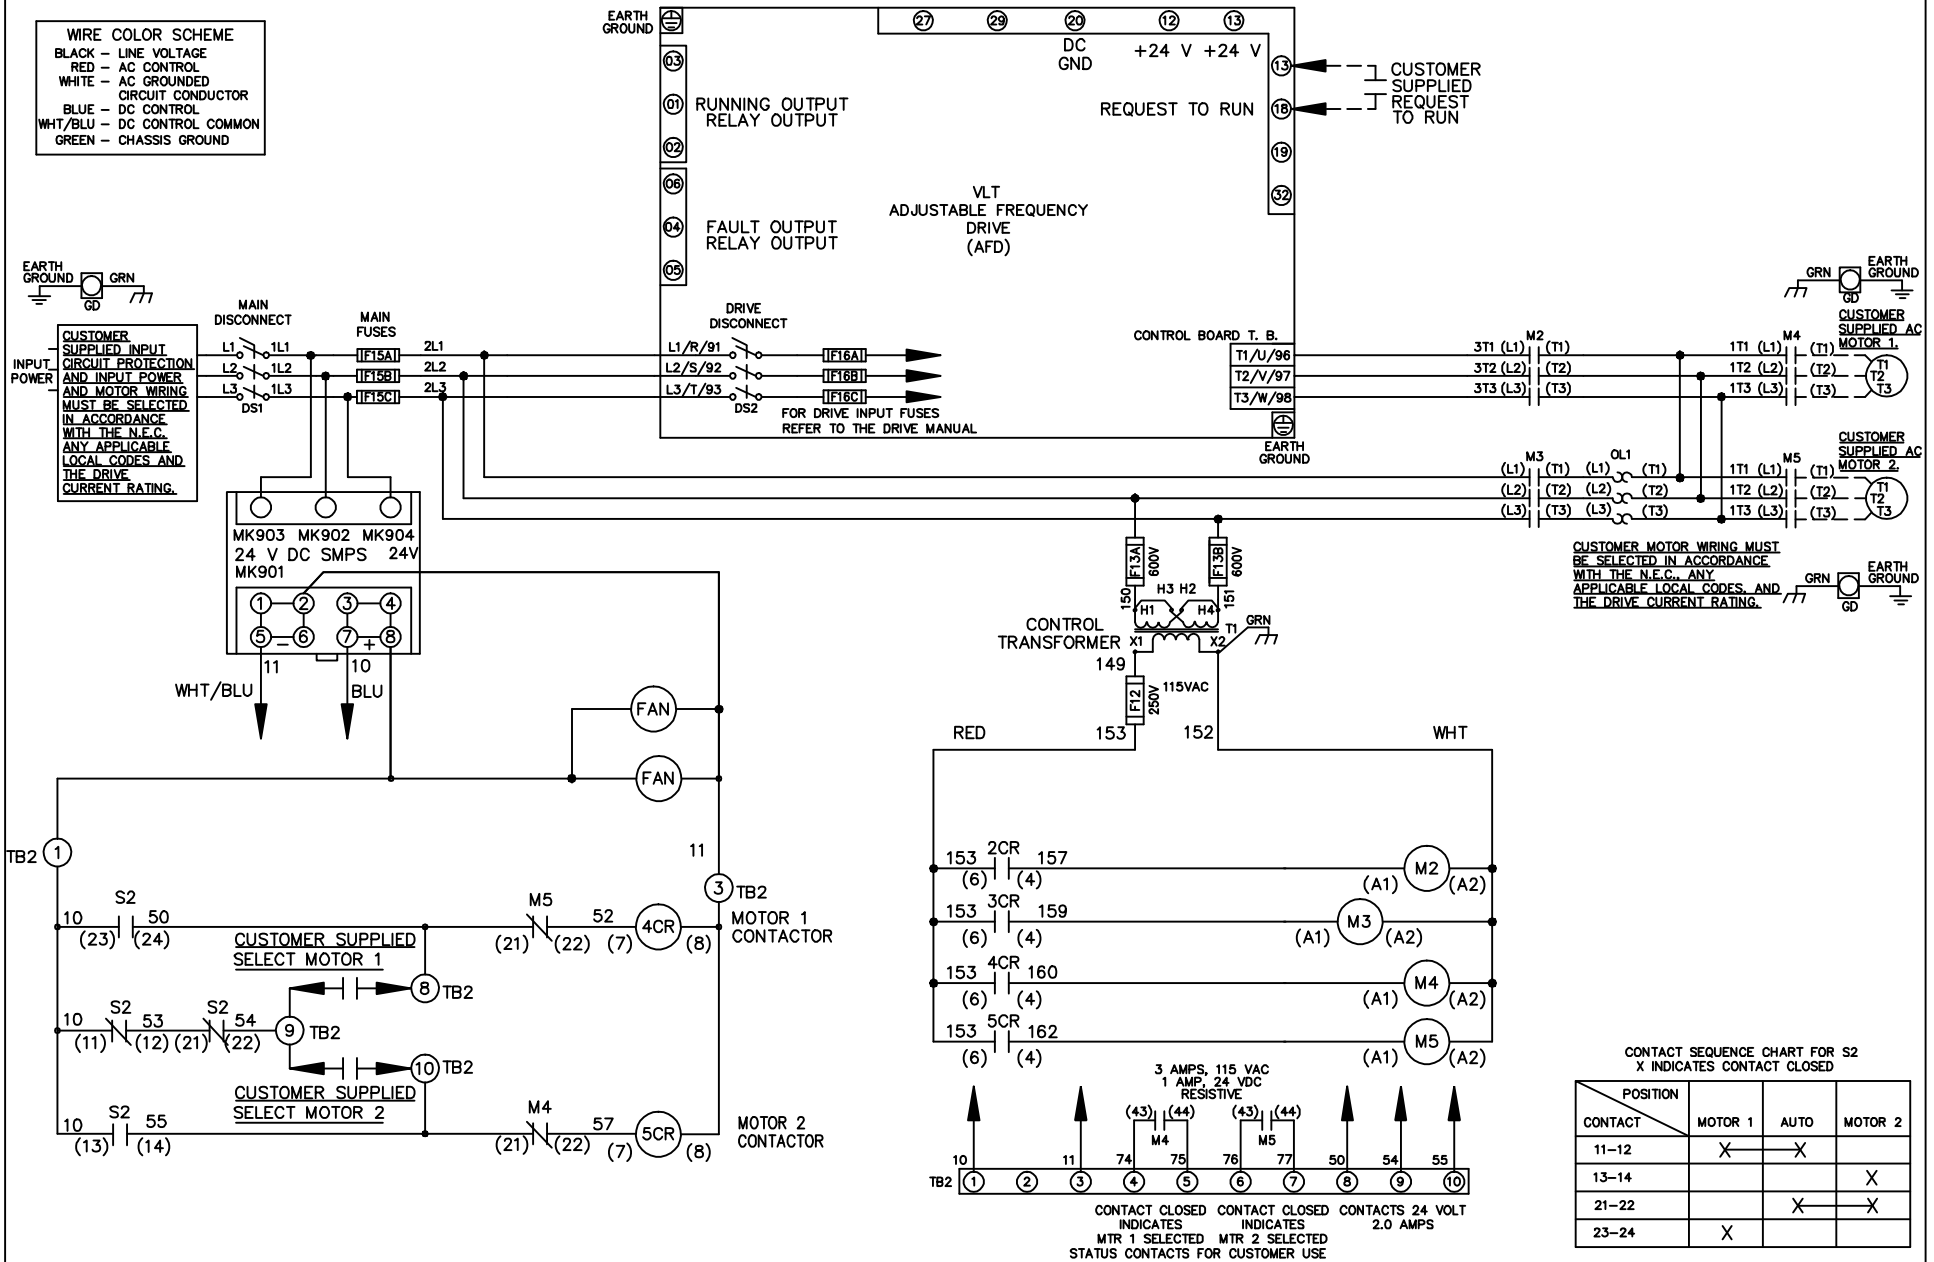 WIRE COLOR SCHEME
BLACK – LINE VOLTAGE
RED – AC CONTROL
WHITE – AC GROUNDED
CIRCUIT CONDUCTOR
BLUE – DC CONTROL
WHT/BLU – DC CONTROL COMMON
GREEN – CHASSIS GROUND
EARTH
GROUND
27 29 20 12 13
DC
GND
+24 V +24 V
03
01
02
RUNNING OUTPUT
RELAY OUTPUT
06
04
05
FAULT OUTPUT
RELAY OUTPUT
13
REQUEST TO RUN 18
19
32
CUSTOMER
SUPPLIED
REQUEST
TO RUN
VLT
ADJUSTABLE FREQUENCY
DRIVE
(AFD)
EARTH
GROUND
GRN
GD
INPUT
POWER
CUSTOMER
SUPPLIED INPUT
CIRCUIT PROTECTION
AND INPUT POWER
AND MOTOR WIRING
MUST BE SELECTED
IN ACCORDANCE
WITH THE N.E.C.
ANY APPLICABLE
LOCAL CODES AND
THE DRIVE
CURRENT RATING.
MAIN
DISCONNECT
MAIN
FUSES
L1 1L1 F15A 2L1
L2 1L2 F15B 2L2
L3 1L3 F15C 2L3
DS1
DRIVE
DISCONNECT
L1/R/91 F16A
L2/S/92 F16B
L3/T/93 F16C
DS2
FOR DRIVE INPUT FUSES
REFER TO THE DRIVE MANUAL
CONTROL BOARD T. B.
T1/U/96
T2/V/97
T3/W/98
EARTH
GROUND
M2
3T1 (L1) (T1)
3T2 (L2) (T2)
3T3 (L3) (T3)
M4
1T1 (L1) (T1)
1T2 (L2) (T2)
1T3 (L3) (T3)
T1
T2
T3
GRN
GD
EARTH
GROUND
CUSTOMER
SUPPLIED AC
MOTOR 1.
M3 OL1
(L1) (T1) (L1) (T1)
(L2) (T2) (L2) (T2)
(L3) (T3) (L3) (T3)
M5
1T1 (L1) (T1)
1T2 (L2) (T2)
1T3 (L3) (T3)
T1
T2
T3
CUSTOMER
SUPPLIED AC
MOTOR 2.
CUSTOMER MOTOR WIRING MUST
BE SELECTED IN ACCORDANCE
WITH THE N.E.C., ANY
APPLICABLE LOCAL CODES, AND
THE DRIVE CURRENT RATING.
GRN
GD
EARTH
GROUND
MK903 MK902 MK904
24 V DC SMPS 24V
MK901
1 2 3 4
5 – 6 7 + 8
11 10
WHT/BLU BLU
FAN
FAN
F13A
600V
F13B
600V
150 151
H3 H2
H1 H4
CONTROL
TRANSFORMER
T1
X1 X2
GRN
149
F12
250V
115VAC
153 152
RED WHT
TB2 1
11
3 TB2
S2
10 50
(23) (24)
M5
52
(21) (22) (7) 4CR (8)
MOTOR 1
CONTACTOR
CUSTOMER SUPPLIED
SELECT MOTOR 1
8 TB2
S2 S2
10 53 54
(11) (12) (21) (22)
9 TB2
10 TB2
CUSTOMER SUPPLIED
SELECT MOTOR 2
S2
10 55
(13) (14)
M4
57
(21) (22) (7) 5CR (8)
MOTOR 2
CONTACTOR
153 2CR 157
(6) (4) (A1) M2 (A2)
153 3CR 159
(6) (4) (A1) M3 (A2)
153 4CR 160
(6) (4) (A1) M4 (A2)
153 5CR 162
(6) (4) (A1) M5 (A2)
3 AMPS, 115 VAC
1 AMP, 24 VDC
RESISTIVE
(43) (44) (43) (44)
M4 M5
10 11 74 75 76 77 50 54 55
TB2 1 2 3 4 5 6 7 8 9 10
CONTACT CLOSED
INDICATES
MTR 1 SELECTED
CONTACT CLOSED
INDICATES
MTR 2 SELECTED
STATUS CONTACTS FOR CUSTOMER USE
CONTACTS 24 VOLT
2.0 AMPS
CONTACT SEQUENCE CHART FOR S2
X INDICATES CONTACT CLOSED
POSITION
CONTACT MOTOR 1 AUTO MOTOR 2
11–12 X X
13–14 X
21–22 X X
23–24 X